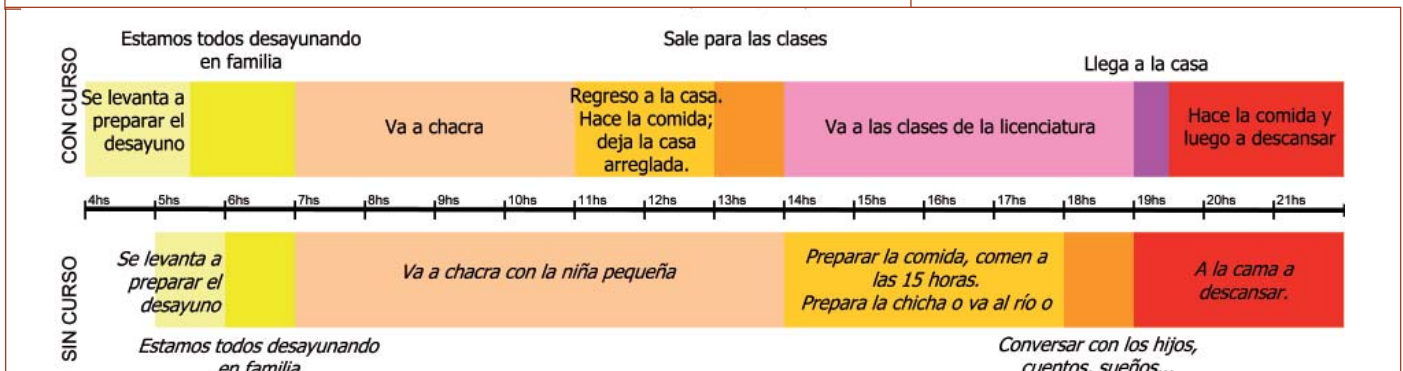 Estamos todos desayunando
en familia
Sale para las clases
Llega a la casa
CON CURSO
Se levanta a
preparar el
desayuno
Va a chacra
Regreso a la casa.
Hace la comida;
deja la casa
arreglada.
Va a las clases de la licenciatura
Hace la comida y
luego a descansar
4hs 5hs 6hs 7hs 8hs 9hs 10hs 11hs 12hs 13hs 14hs 15hs 16hs 17hs 18hs 19hs 20hs 21hs
SIN CURSO
Se levanta a
preparar el
desayuno
Va a chacra con la niña pequeña
Preparar la comida, comen a
las 15 horas.
Prepara la chicha o va al río o
A la cama a
descansar.
Estamos todos desayunando
en familia
Conversar con los hijos,
cuentos, sueños...